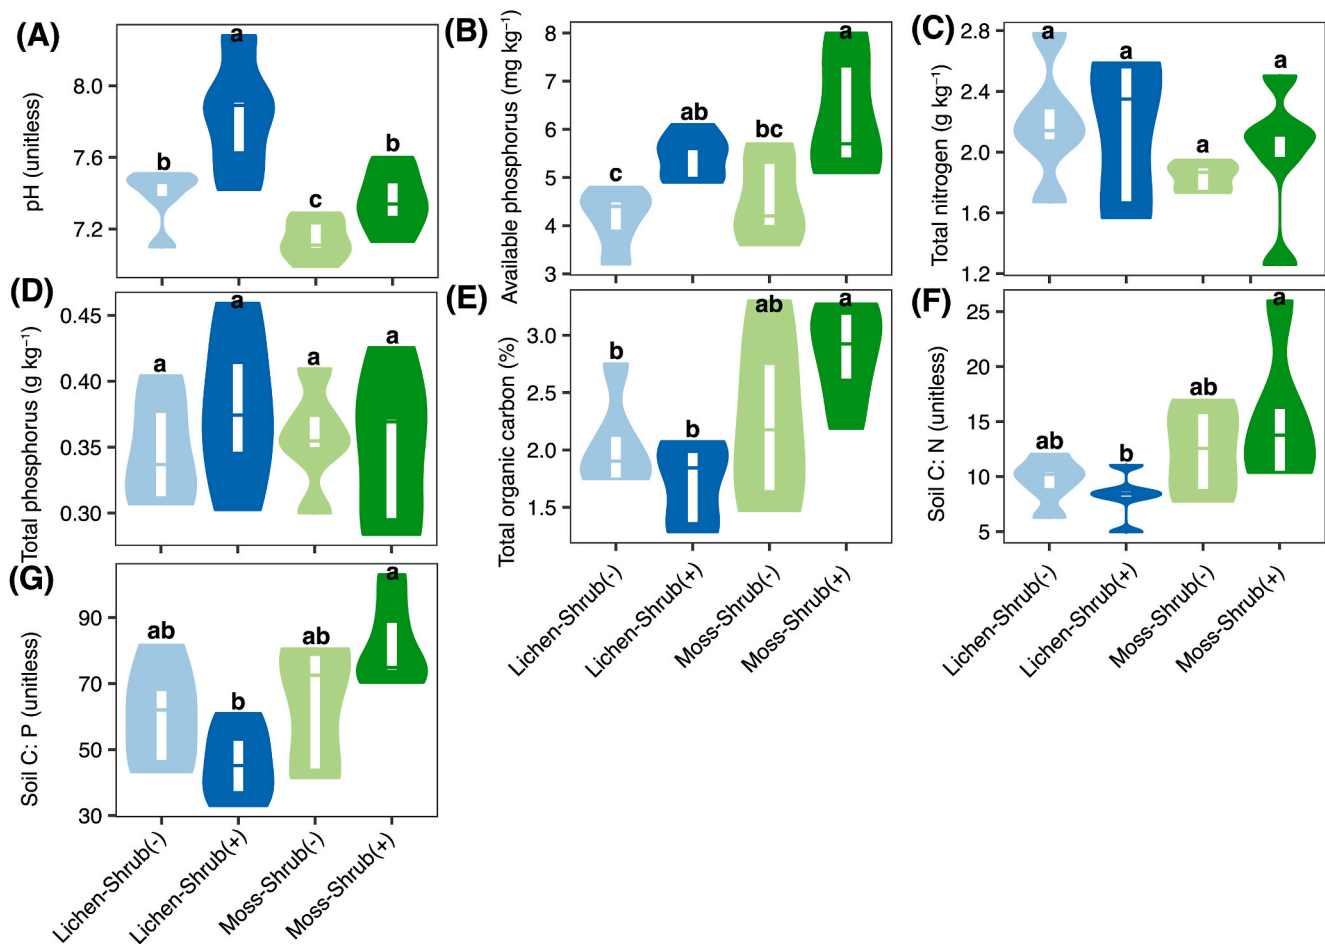 (A)
pH (unitless)
8.0
7.6
7.2
b
a
c
b
(B)
Available phosphorus (mg kg⁻¹)
8
7
6
5
4
3
c
ab
bc
a
(C)
Total nitrogen (g kg⁻¹)
2.8
2.4
2.0
1.6
1.2
a
a
a
a
(D)
Total phosphorus (g kg⁻¹)
0.45
0.40
0.35
0.30
a
a
a
a
(E)
Total organic carbon (%)
3.0
2.5
2.0
1.5
b
b
ab
a
Lichen-Shrub(-)
Lichen-Shrub(+)
Moss-Shrub(-)
Moss-Shrub(+)
(F)
Soil C: N (unitless)
25
20
15
10
5
ab
b
ab
a
Lichen-Shrub(-)
Lichen-Shrub(+)
Moss-Shrub(-)
Moss-Shrub(+)
(G)
Soil C: P (unitless)
90
70
50
30
ab
b
ab
a
Lichen-Shrub(-)
Lichen-Shrub(+)
Moss-Shrub(-)
Moss-Shrub(+)